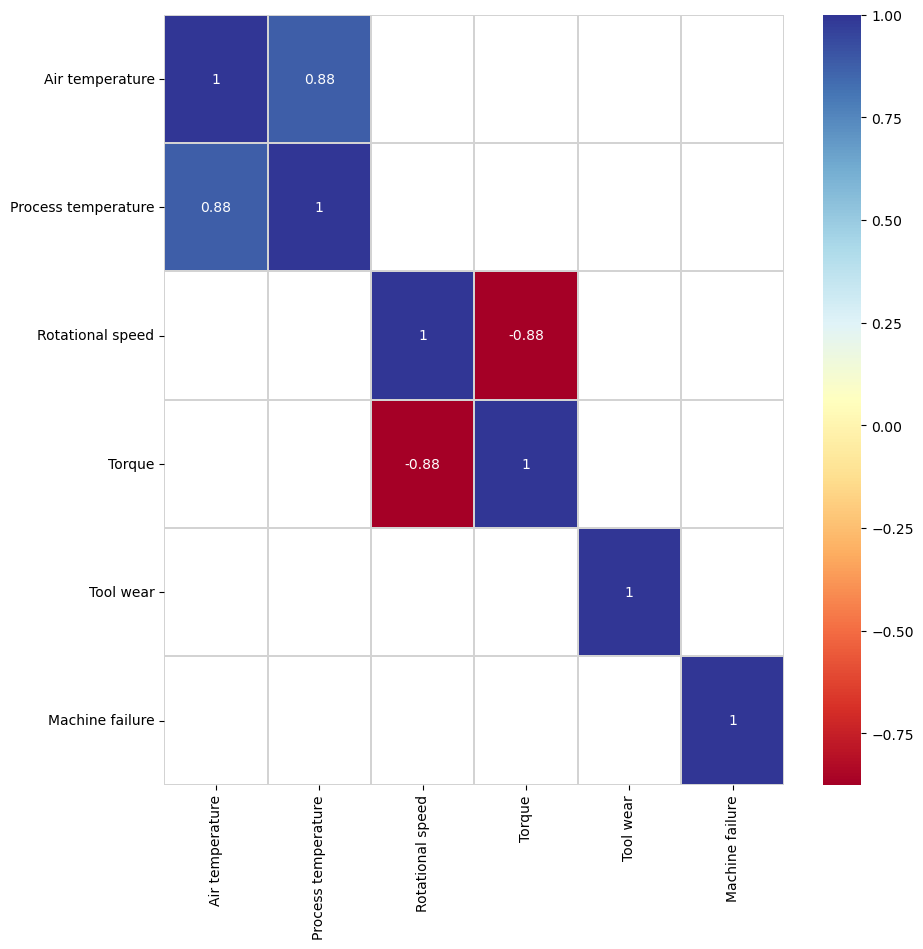 Air temperature
1
0.88
Process temperature
0.88
1
Rotational speed
1
-0.88
Torque
-0.88
1
Tool wear
1
Machine failure
1
Air temperature
Process temperature
Rotational speed
Torque
Tool wear
Machine failure
1.00
0.75
0.50
0.25
0.00
−0.25
−0.50
−0.75